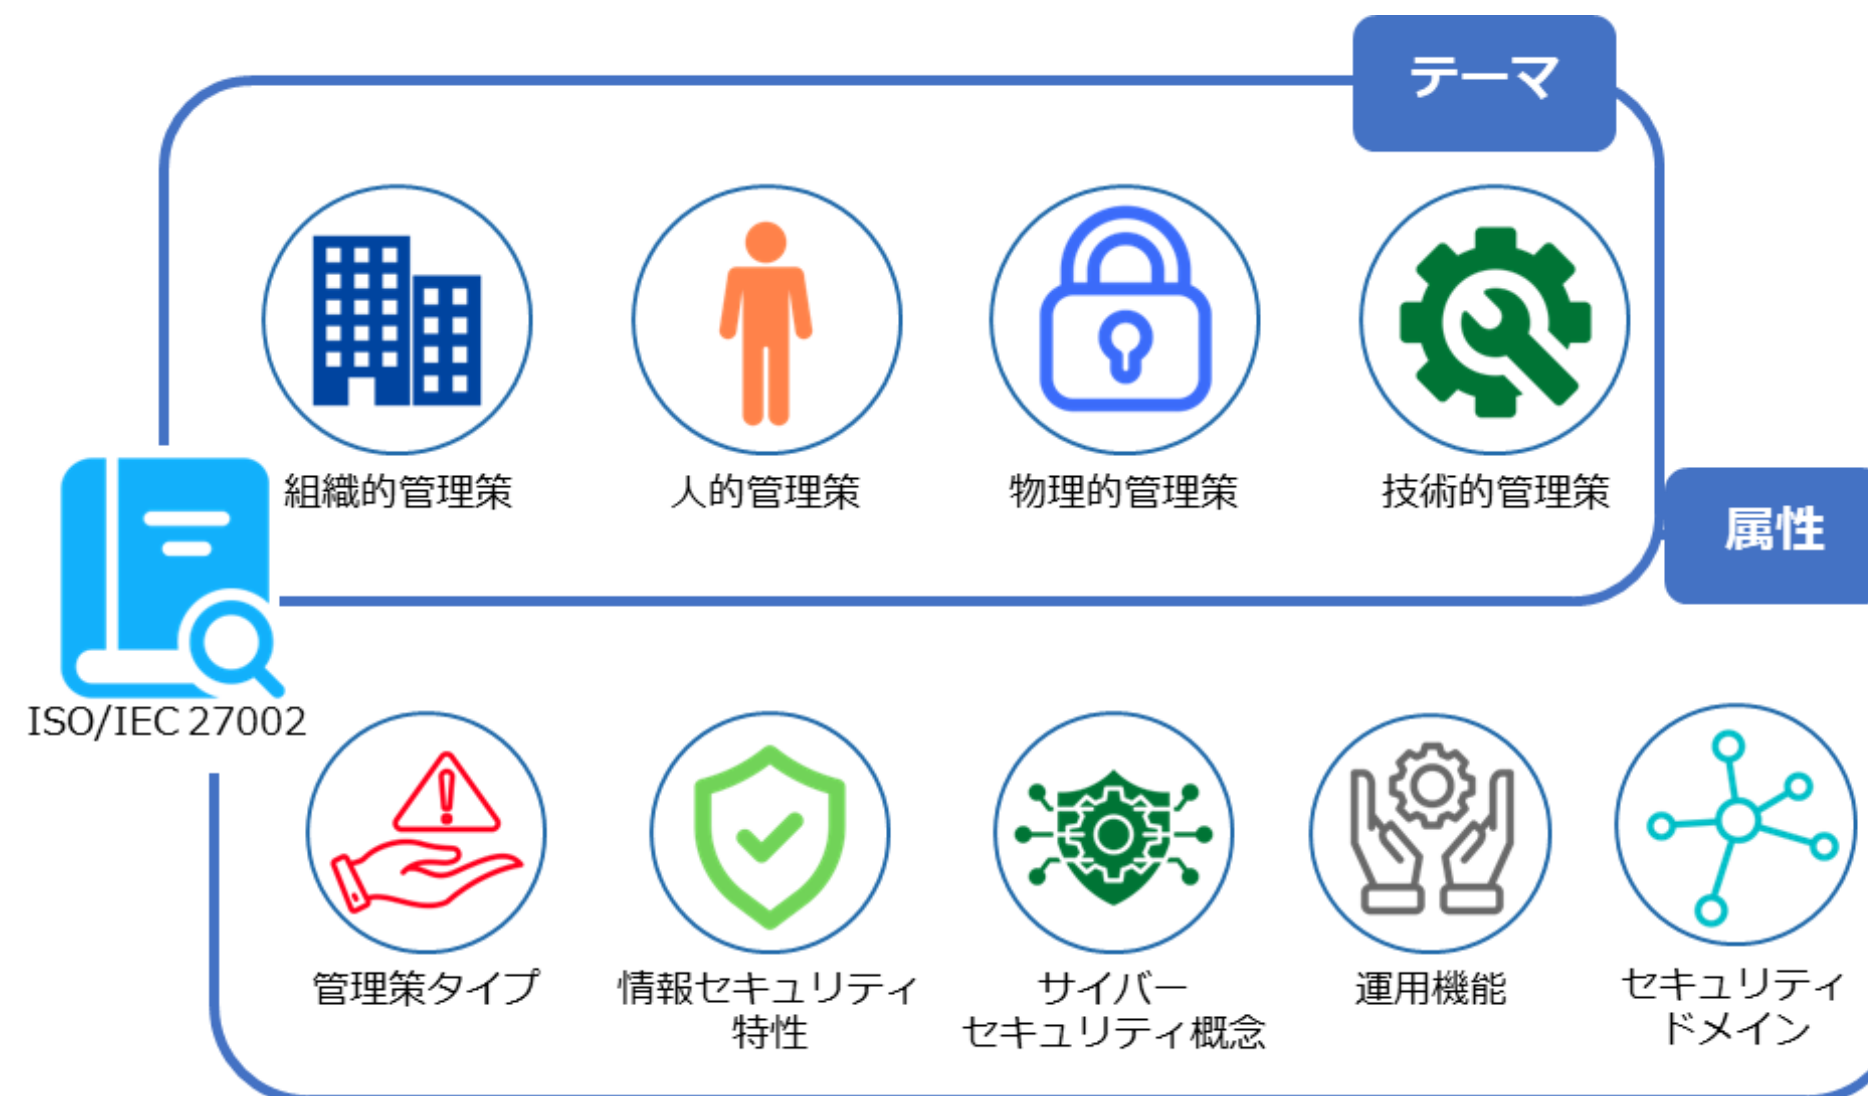 テーマ
組織的管理策
人的管理策
物理的管理策
技術的管理策
属性
ISO/IEC 27002
管理策タイプ
情報セキュリティ
特性
サイバー
セキュリティ概念
運用機能
セキュリティ
ドメイン